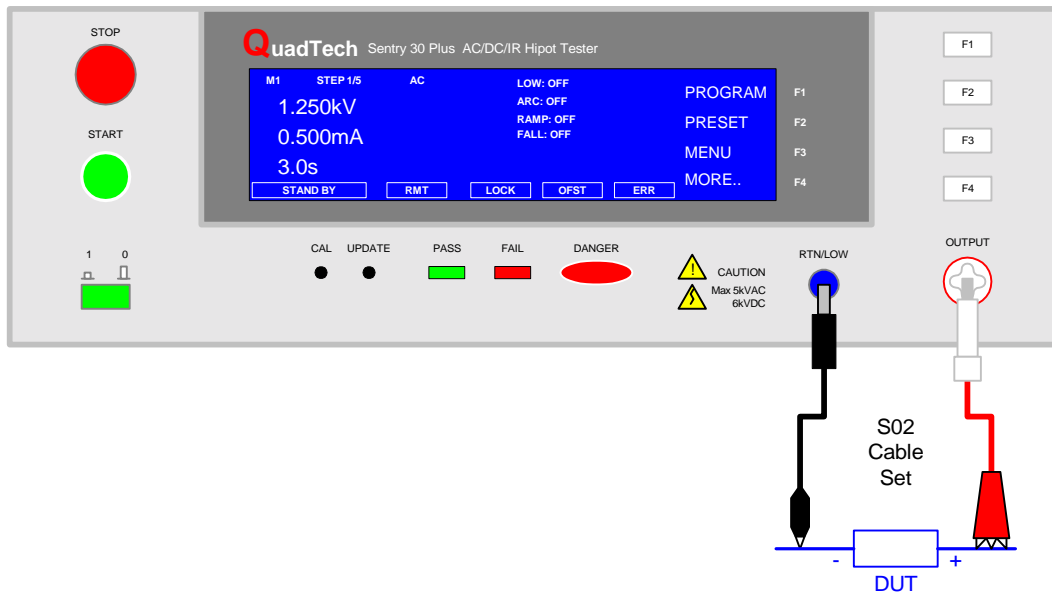 STOP
START
1 0
QuadTech Sentry 30 Plus AC/DC/IR Hipot Tester
M1 STEP 1/5 AC
1.250kV
0.500mA
3.0s
LOW: OFF
ARC: OFF
RAMP: OFF
FALL: OFF
PROGRAM F1
PRESET F2
MENU F3
MORE.. F4
STAND BY RMT LOCK OFST ERR
F1
F2
F3
F4
CAL UPDATE PASS FAIL DANGER
CAUTION
Max 5kVAC
6kVDC
RTN/LOW
OUTPUT
S02
Cable
Set
- +
DUT